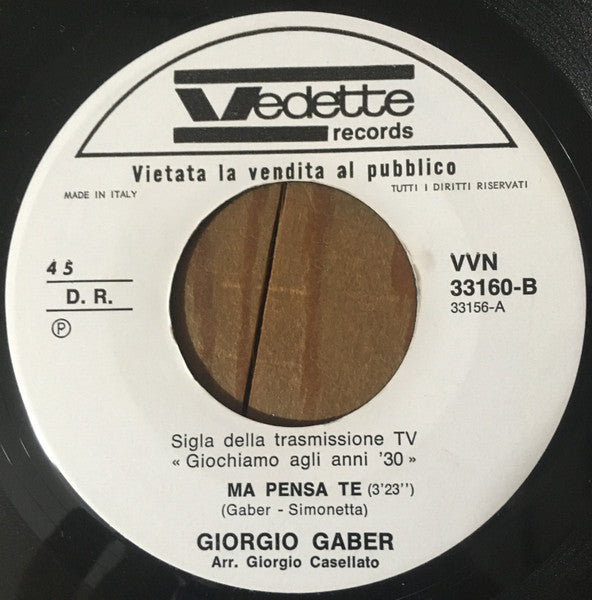 Vedette
records
Vietata la vendita al pubblico
MADE IN ITALY
TUTTI I DIRITTI RISERVATI
45
D. R.
Ⓟ
VVN
33160-B
33156-A
Sigla della trasmissione TV
« Giochiamo agli anni '30 »
MA PENSA TE (3'23'')
(Gaber - Simonetta)
GIORGIO GABER
Arr. Giorgio Casellato